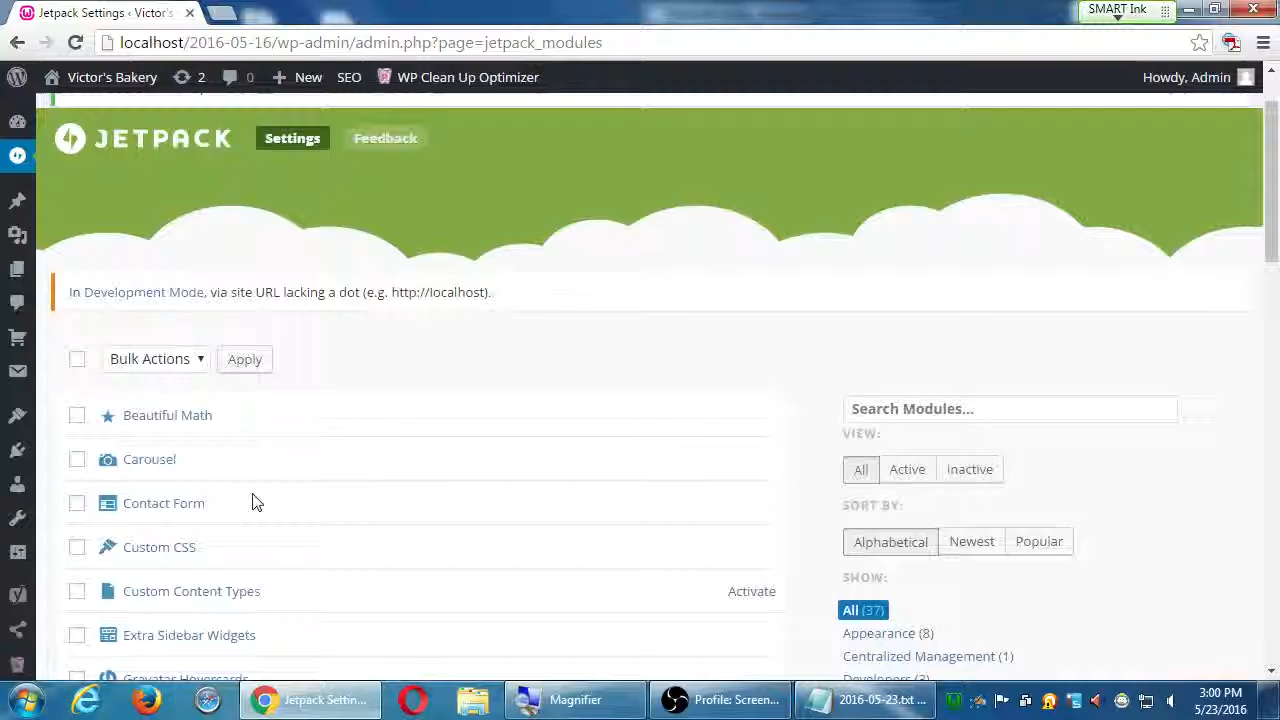 Jetpack Settings ‹ Victor's
SMART Ink
localhost/2016-05-16/wp-admin/admin.php?page=jetpack_modules
Victor's Bakery 2 0 New SEO WP Clean Up Optimizer Howdy, Admin
JETPACK Settings Feedback
In Development Mode, via site URL lacking a dot (e.g. http://localhost).
Bulk Actions Apply
Beautiful Math
Carousel
Contact Form
Custom CSS
Custom Content Types Activate
Extra Sidebar Widgets
Gravatar Hovercards
Search Modules...
VIEW:
All Active Inactive
SORT BY:
Alphabetical Newest Popular
SHOW:
All (37)
Appearance (8)
Centralized Management (1)
Developers (3)
Jetpack Settin... Magnifier Profile: Screen... 2016-05-23.txt ...
3:00 PM
5/23/2016